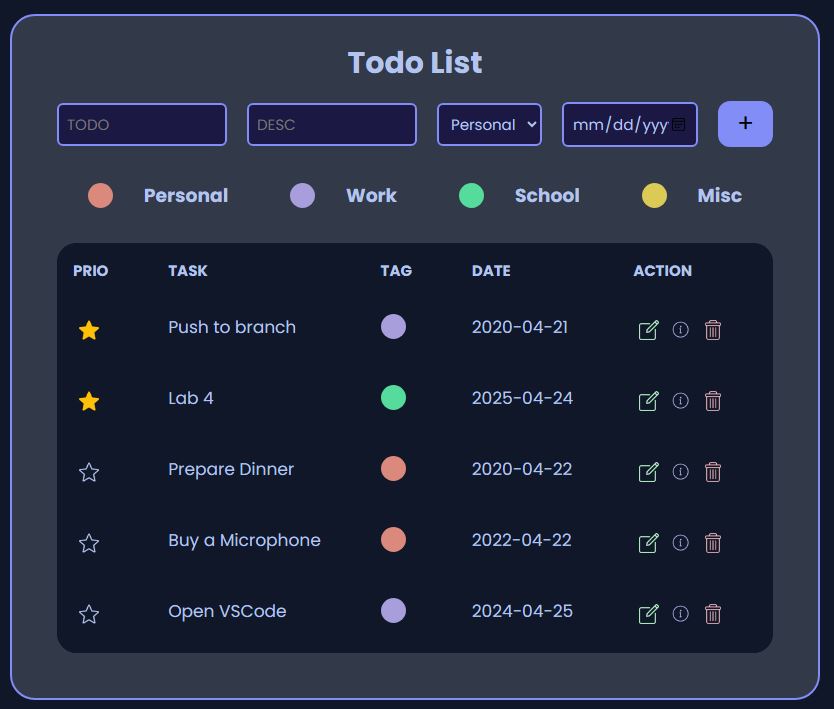 Todo List
TODO DESC Personal mm/dd/yyy +
Personal Work School Misc
PRIO TASK TAG DATE ACTION
Push to branch 2020-04-21
Lab 4 2025-04-24
Prepare Dinner 2020-04-22
Buy a Microphone 2022-04-22
Open VSCode 2024-04-25